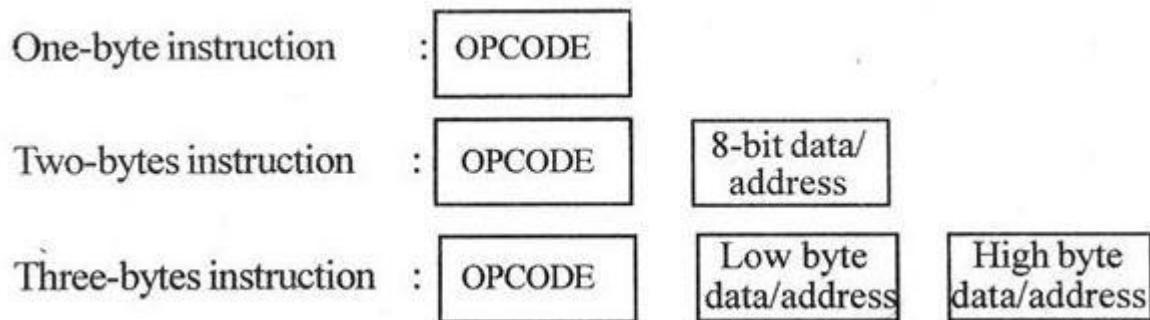 One-byte instruction : OPCODE
Two-bytes instruction : OPCODE 8-bit data/
address
Three-bytes instruction : OPCODE Low byte High byte
data/address data/address